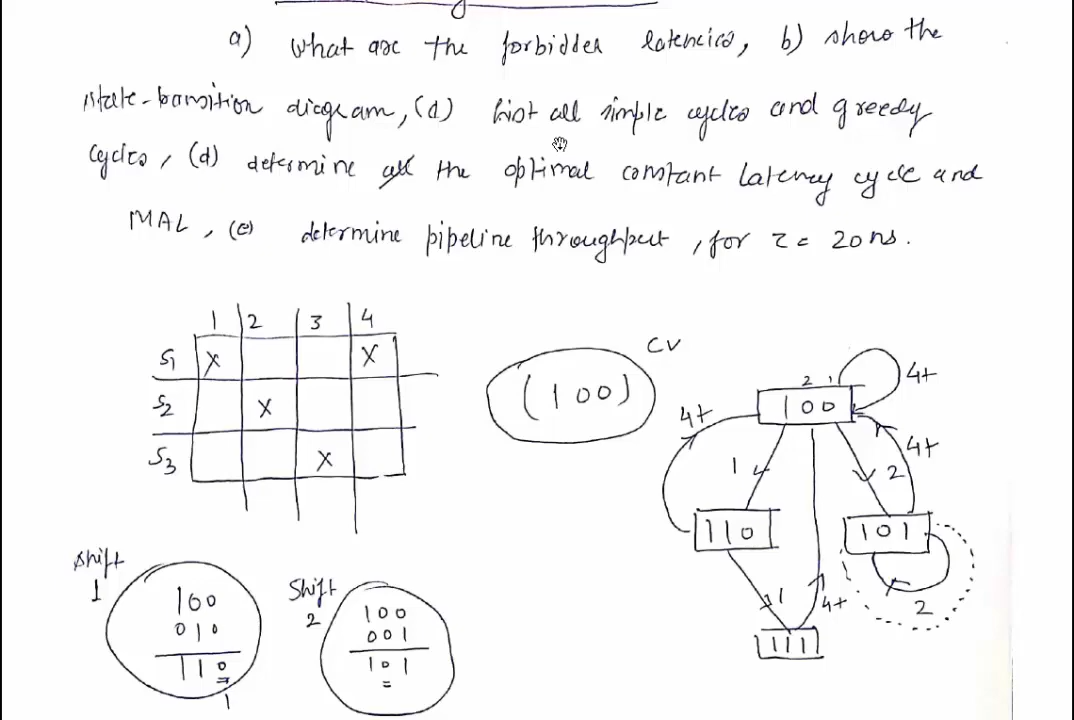 a) what are the forbidden latencies, b) show the
state-transition diagram, (d) list all simple cycles and greedy
cycles, (d) determine all the optimal constant latency cycle and
MAL, (e) determine pipeline throughput, for τ = 20 ns.
1 2 3 4
S1 X X
S2 X
S3 X
(100) CV
2 1
100
4+
4+
4+
1
2
110
101
1
4+
2
111
Shift
1
100
010
110
=
1
Shift
2
100
001
101
=